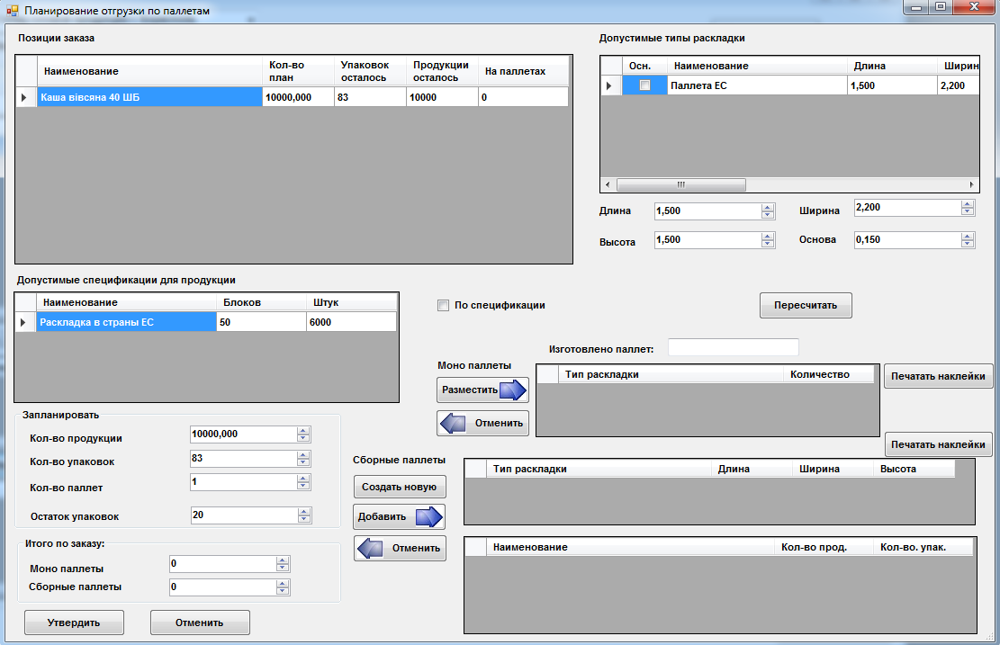 Планирование отгрузки по паллетам
Позиции заказа
Наименование Кол-во план Упаковок осталось Продукции осталось На паллетах
Каша вівсяна 40 ШБ 10000,000 83 10000 0
Допустимые типы раскладки
Осн. Наименование Длина Ширин
Паллета ЕС 1,500 2,200
Длина 1,500 Ширина 2,200
Высота 1,500 Основа 0,150
Допустимые спецификации для продукции
Наименование Блоков Штук
Раскладка в страны ЕС 50 6000
По спецификации Пересчитать
Изготовлено паллет:
Моно паллеты
Тип раскладки Количество
Разместить
Отменить
Печатать наклейки
Печатать наклейки
Запланировать
Кол-во продукции 10000,000
Кол-во упаковок 83
Кол-во паллет 1
Остаток упаковок 20
Сборные паллеты
Создать новую
Добавить
Отменить
Тип раскладки Длина Ширина Высота
Наименование Кол-во прод. Кол-во. упак.
Итого по заказу:
Моно паллеты 0
Сборные паллеты 0
Утвердить Отменить